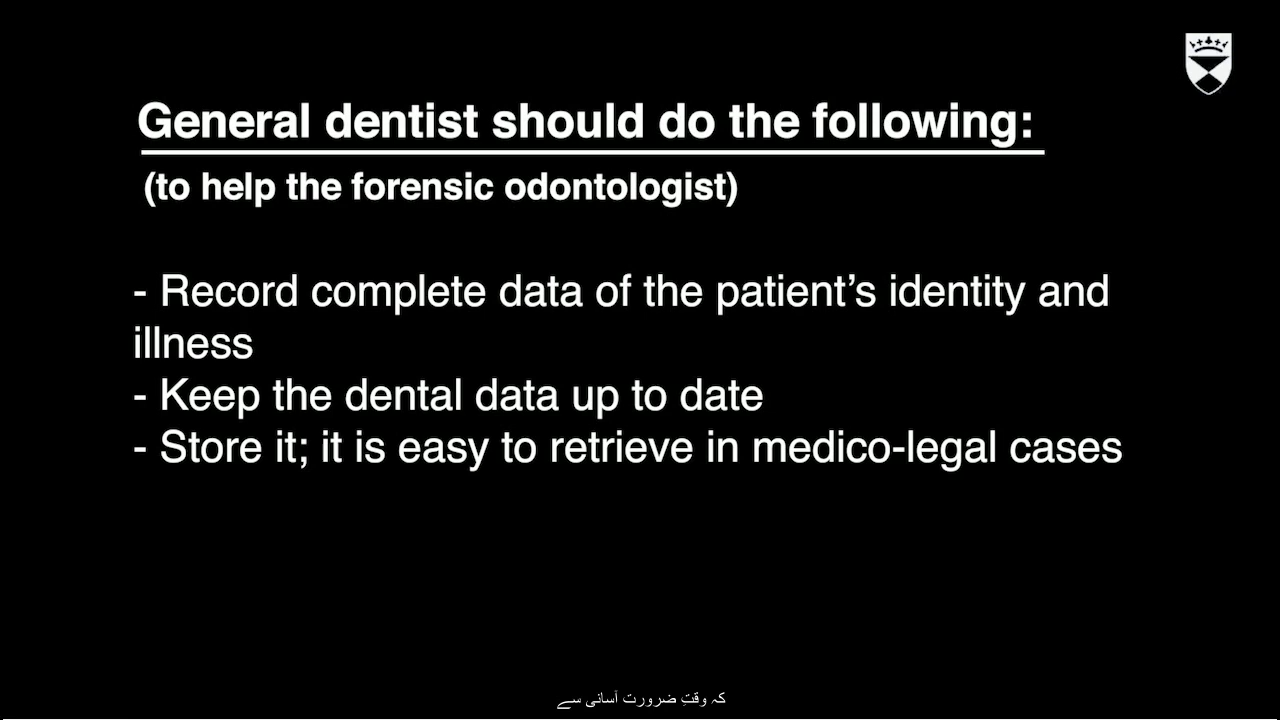 General dentist should do the following:
(to help the forensic odontologist)
- Record complete data of the patient’s identity and
illness
- Keep the dental data up to date
- Store it; it is easy to retrieve in medico-legal cases
کہ وقتِ ضرورت آسانی سے